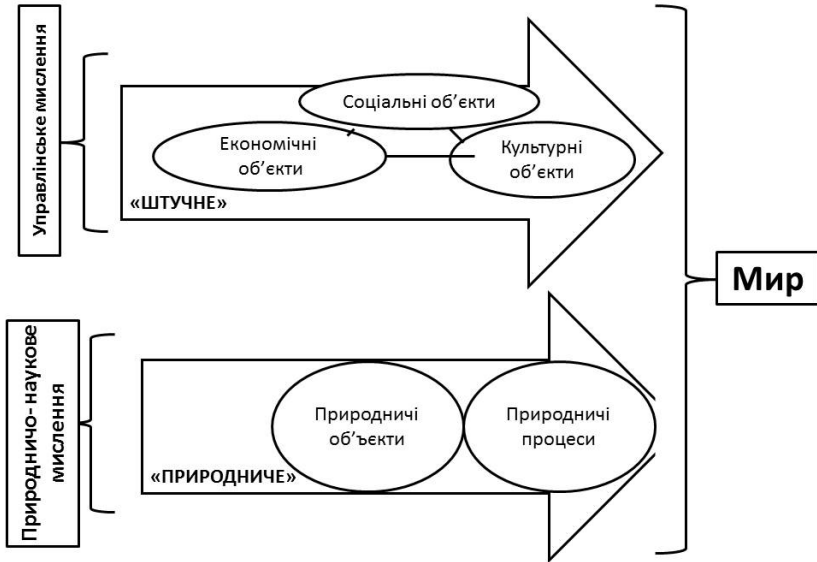 Управлінське мислення
Соціальні об’єкти
Економічні
об’єкти
Культурні
об’єкти
«ШТУЧНЕ»
Мир
Природничо-наукове
мислення
Природничі
об’ъєкти
Природничі
процеси
«ПРИРОДНИЧЕ»